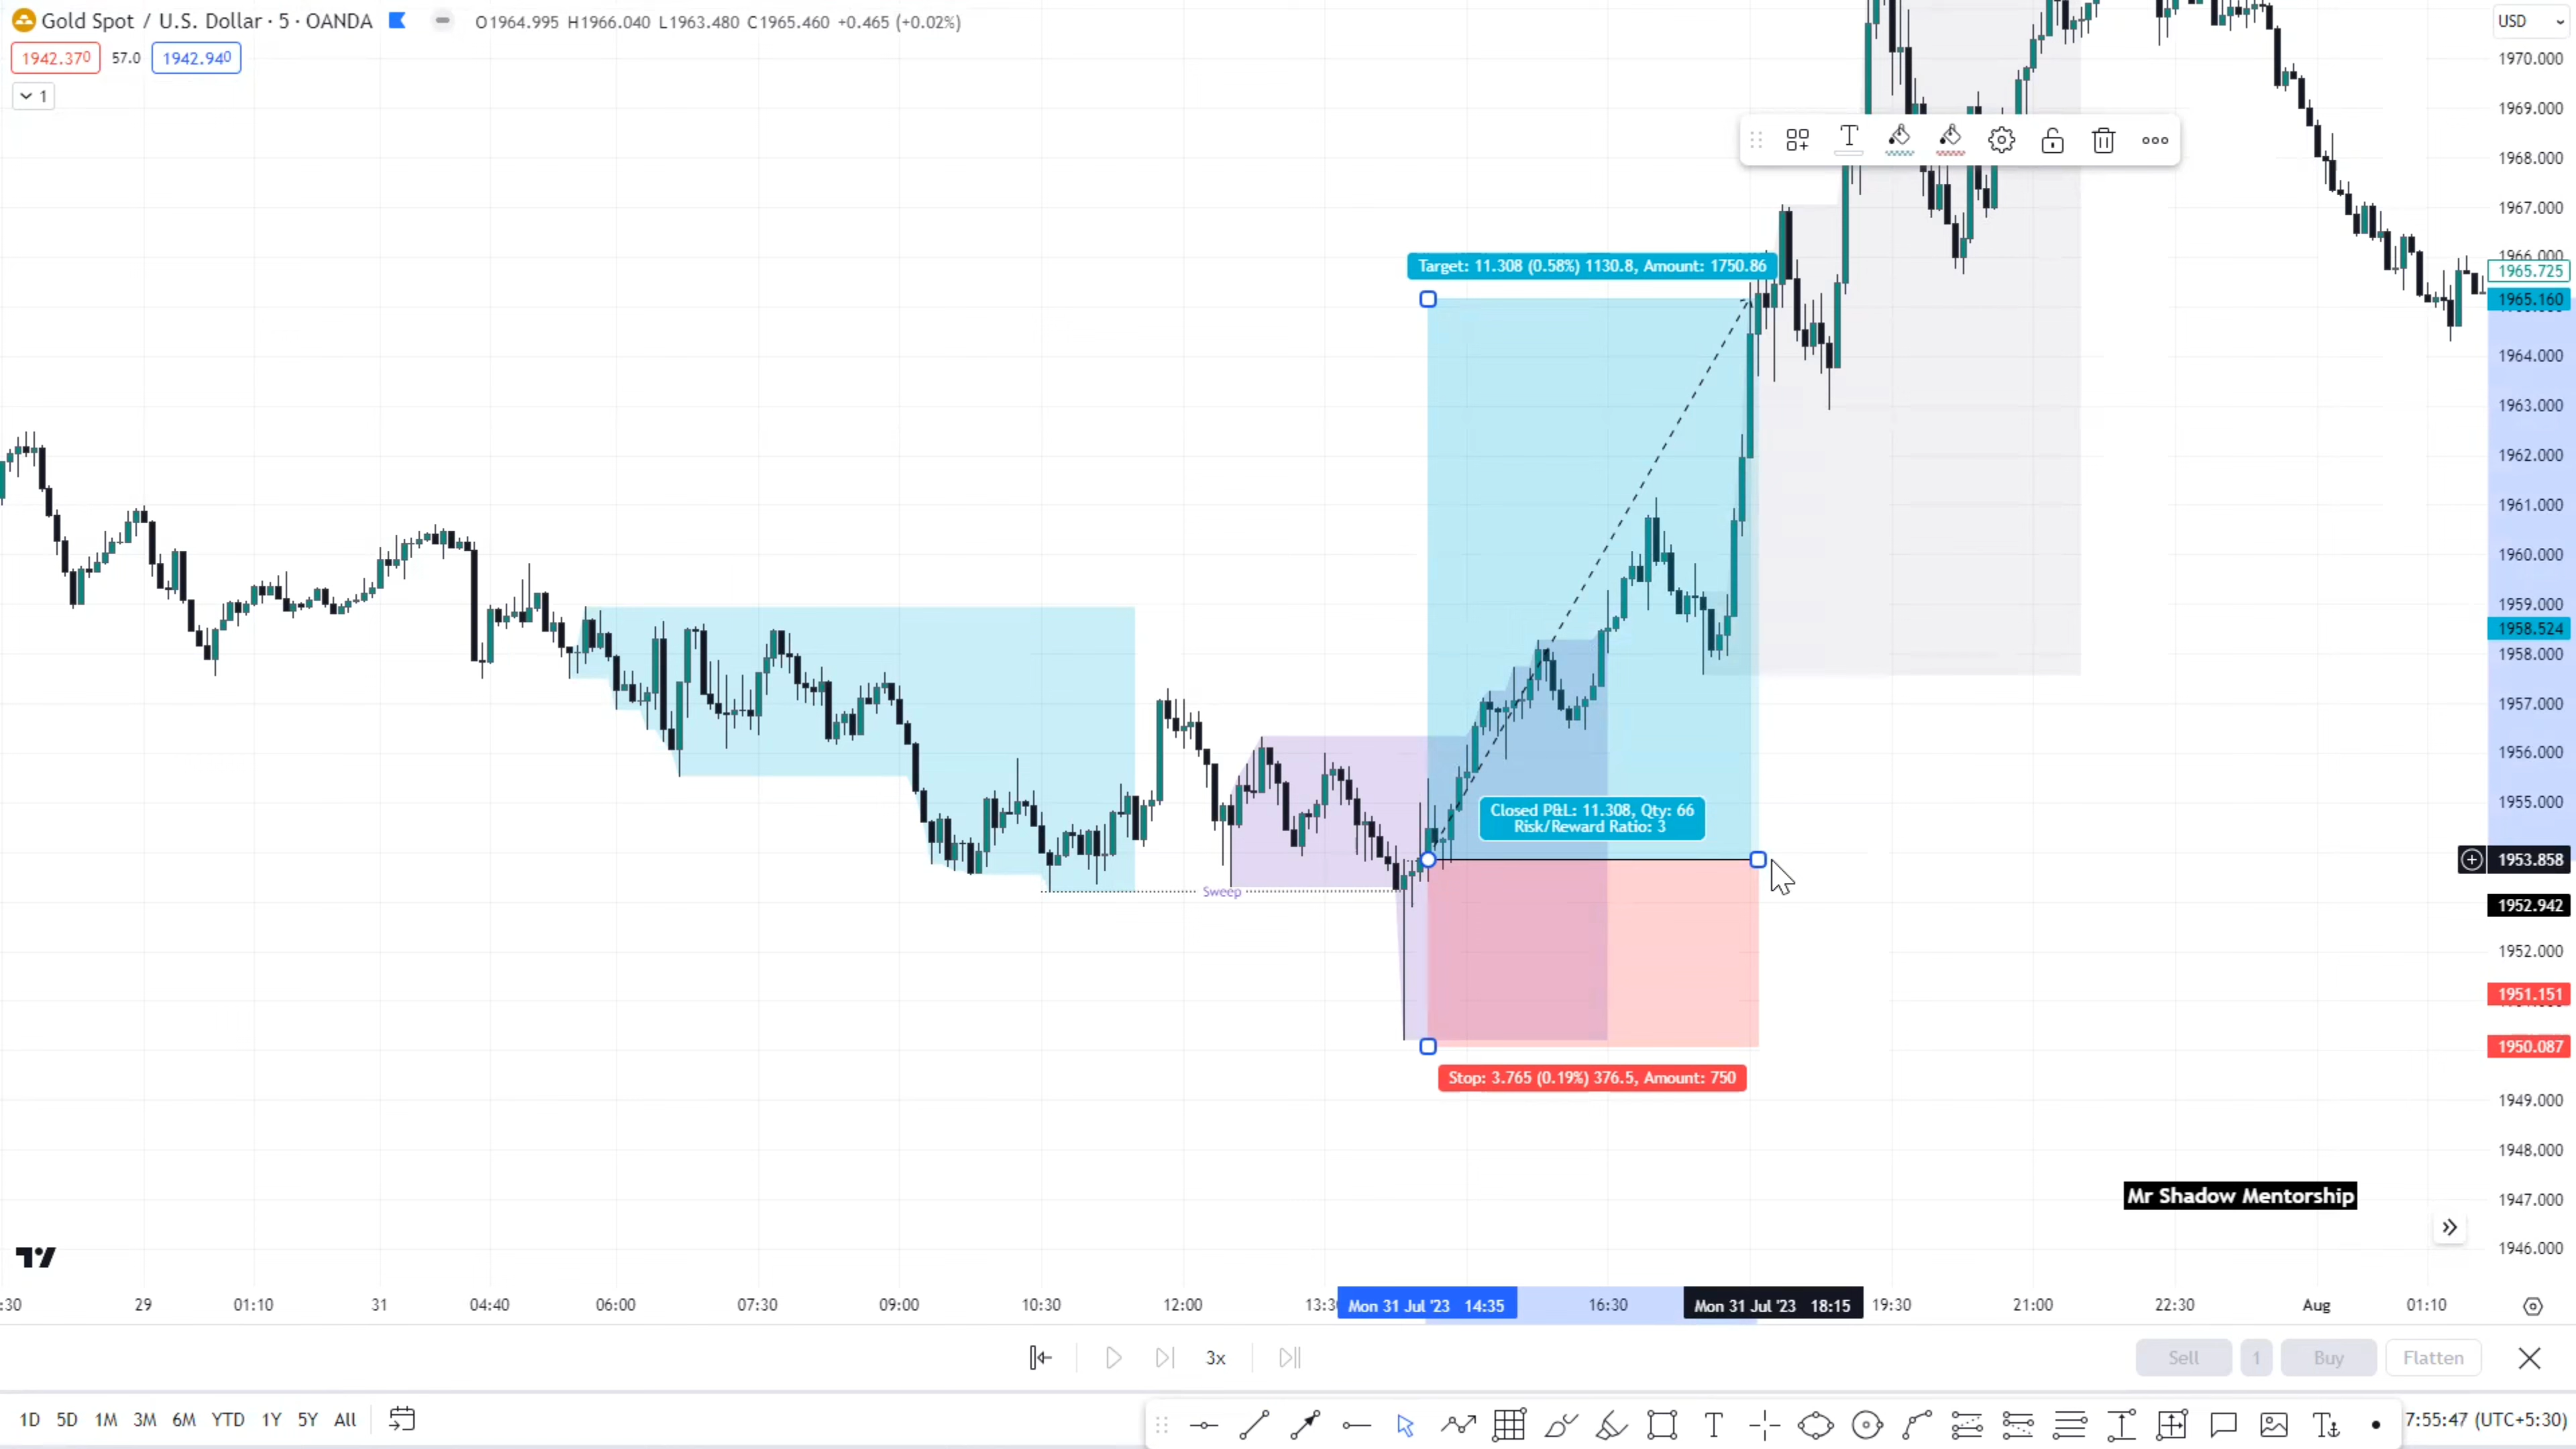 Gold Spot / U.S. Dollar · 5 · OANDA
O1964.995 H1966.040 L1963.480 C1965.460 +0.465 (+0.02%)
USD
1942.370
57.0
1942.940
1
1970.000
1969.000
1968.000
1967.000
1966.000
1965.725
1965.160
1964.000
1963.000
1962.000
1961.000
1960.000
1959.000
1958.524
1958.000
1957.000
1956.000
1955.000
1953.858
1952.942
1952.000
1951.151
1950.087
1949.000
1948.000
1947.000
1946.000
Target: 11.308 (0.58%) 1130.8, Amount: 1750.86
Closed P&L: 11.308, Qty: 66
Risk/Reward Ratio: 3
Sweep
Stop: 3.765 (0.19%) 376.5, Amount: 750
Mr Shadow Mentorship
:30
29
01:10
31
04:40
06:00
07:30
09:00
10:30
12:00
13:3
Mon 31 Jul '23 14:35
16:30
Mon 31 Jul '23 18:15
19:30
21:00
22:30
Aug
01:10
3x
Sell
1
Buy
Flatten
1D 5D 1M 3M 6M YTD 1Y 5Y All
7:55:47 (UTC+5:30)